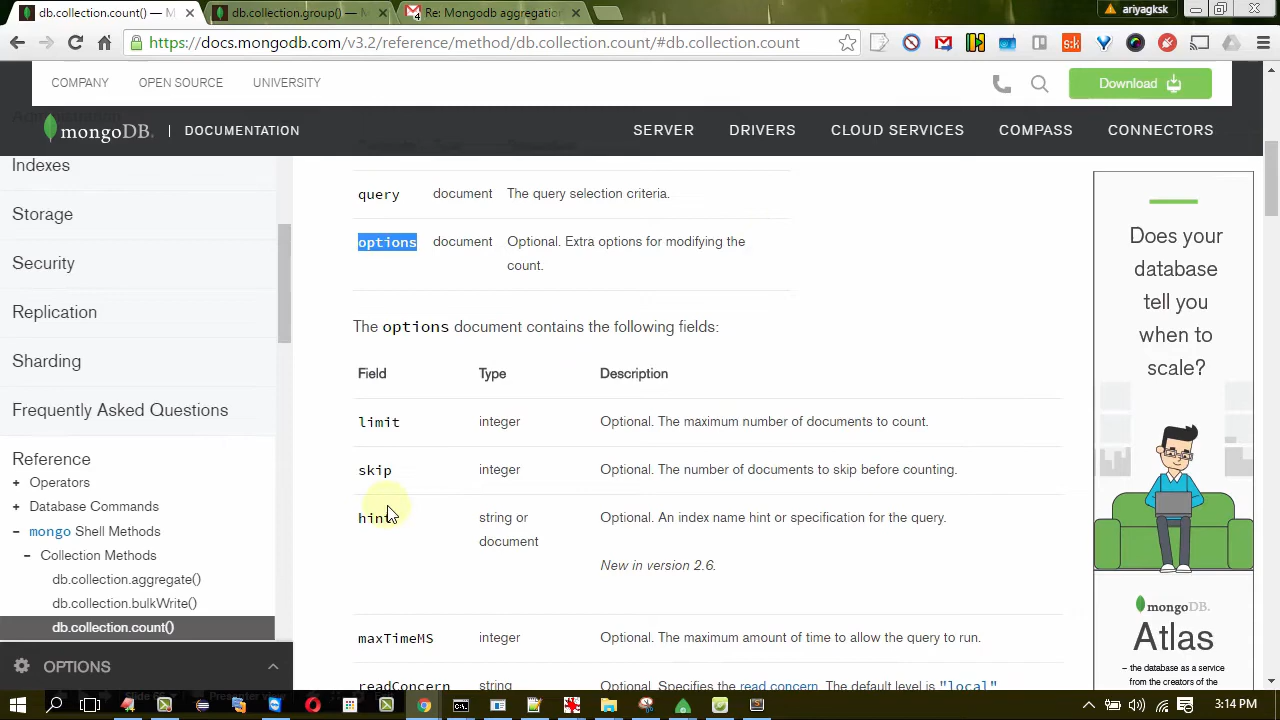 db.collection.count() — M
db.collection.group() — M
Re: Mongodb aggregation
ariyagksk
https://docs.mongodb.com/v3.2/reference/method/db.collection.count/#db.collection.count
COMPANY OPEN SOURCE UNIVERSITY
Download
mongoDB. DOCUMENTATION
SERVER DRIVERS CLOUD SERVICES COMPASS CONNECTORS
Indexes
Storage
Security
Replication
Sharding
Frequently Asked Questions
Reference
+ Operators
+ Database Commands
− mongo Shell Methods
− Collection Methods
db.collection.aggregate()
db.collection.bulkWrite()
db.collection.count()
OPTIONS
query document The query selection criteria.
options document Optional. Extra options for modifying the
count.
The options document contains the following fields:
Field Type Description
limit integer Optional. The maximum number of documents to count.
skip integer Optional. The number of documents to skip before counting.
hint string or Optional. An index name hint or specification for the query.
document
New in version 2.6.
maxTimeMS integer Optional. The maximum amount of time to allow the query to run.
readConcern string Optional. Specifies the read concern. The default level is "local"
Does your
database
tell you
when to
scale?
mongoDB.
Atlas
– the database as a service
from the creators of the
3:14 PM